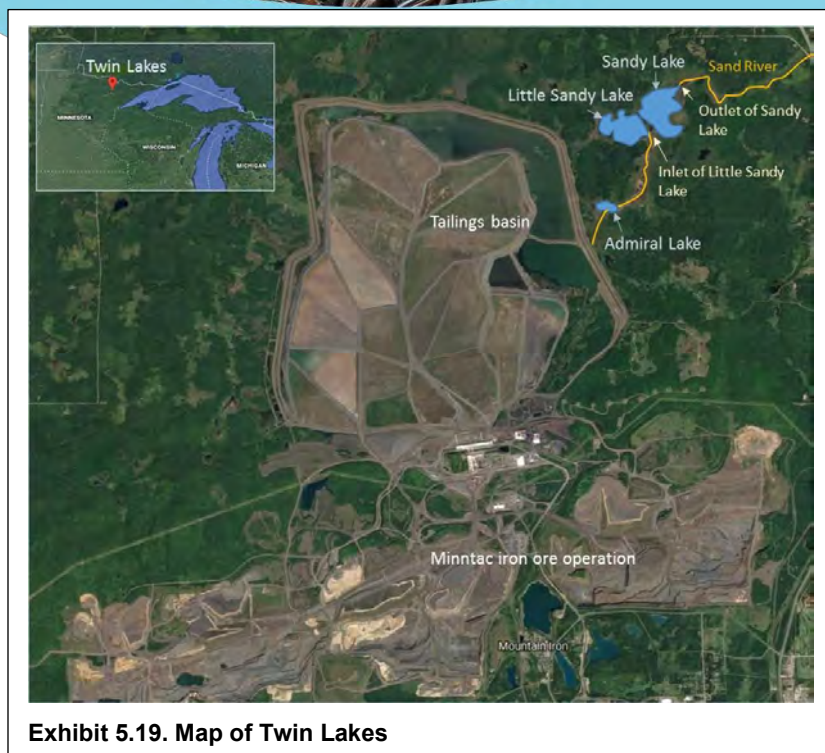 Twin Lakes
MINNESOTA
WISCONSIN
MICHIGAN
Sandy Lake
Sand River
Little Sandy Lake
Outlet of Sandy
Lake
Inlet of Little Sandy
Lake
Tailings basin
Admiral Lake
Minntac iron ore operation
Mountain Iron
Exhibit 5.19. Map of Twin Lakes